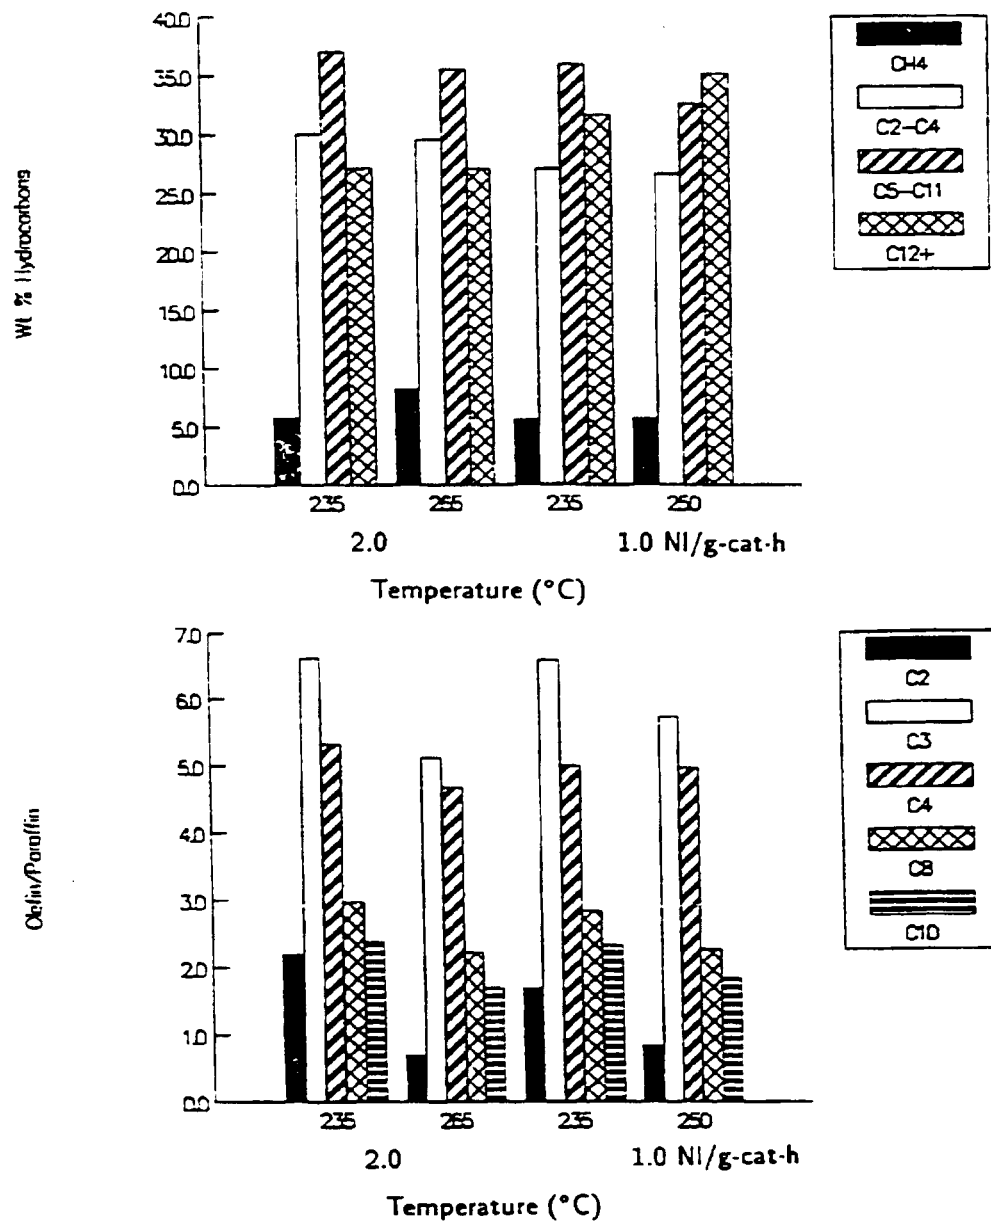 40.0
35.0
30.0
25.0
20.0
15.0
10.0
5.0
0.0
Wt % Hydrocarbons
235 265 235 250
2.0 1.0 Nl/g-cat-h
Temperature (°C)
CH4
C2-C4
C5-C11
C12+
7.0
6.0
5.0
4.0
3.0
2.0
1.0
0.0
Olefin/Paraffin
235 265 235 250
2.0 1.0 Nl/g-cat-h
Temperature (°C)
C2
C3
C4
C8
C10